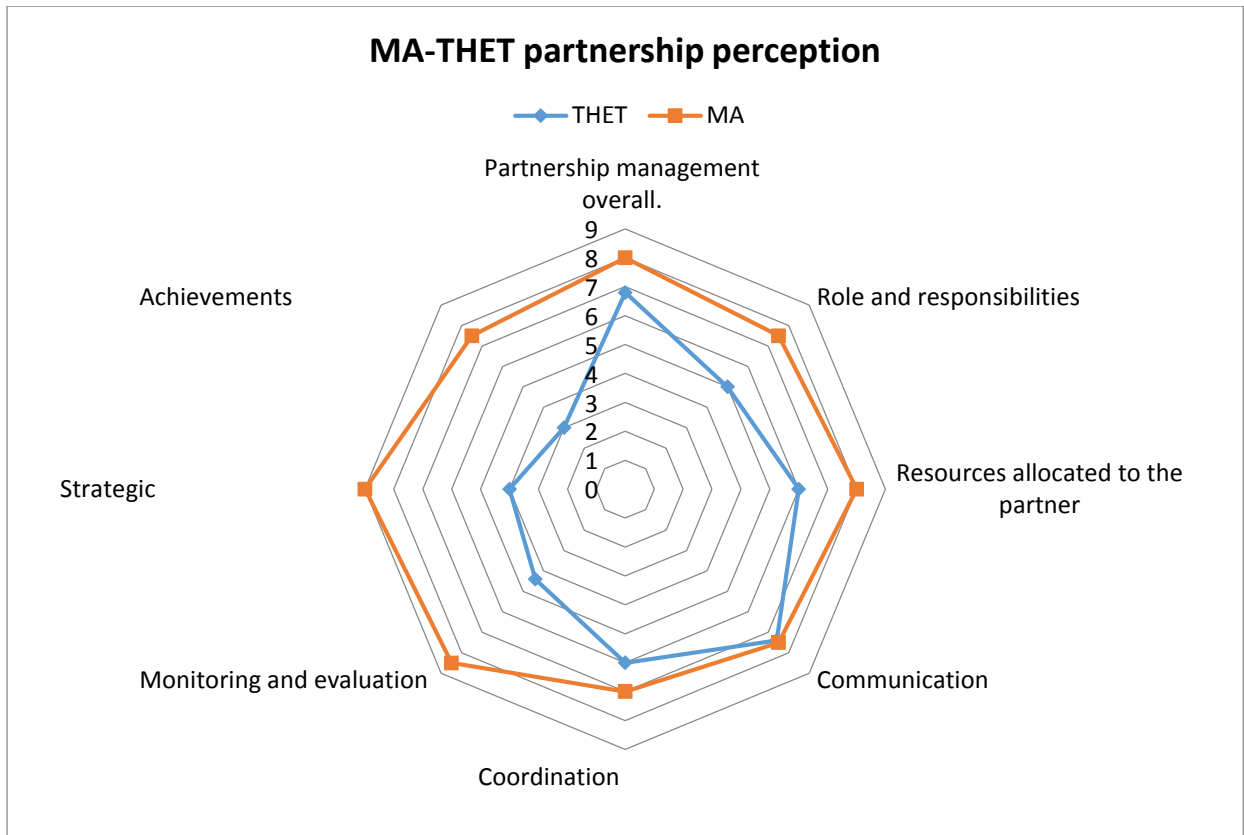 MA-THET partnership perception
THET MA
Partnership management
overall.
9
8
7
6
5
4
3
2
1
0
Role and responsibilities
Resources allocated to the
partner
Communication
Coordination
Monitoring and evaluation
Strategic
Achievements